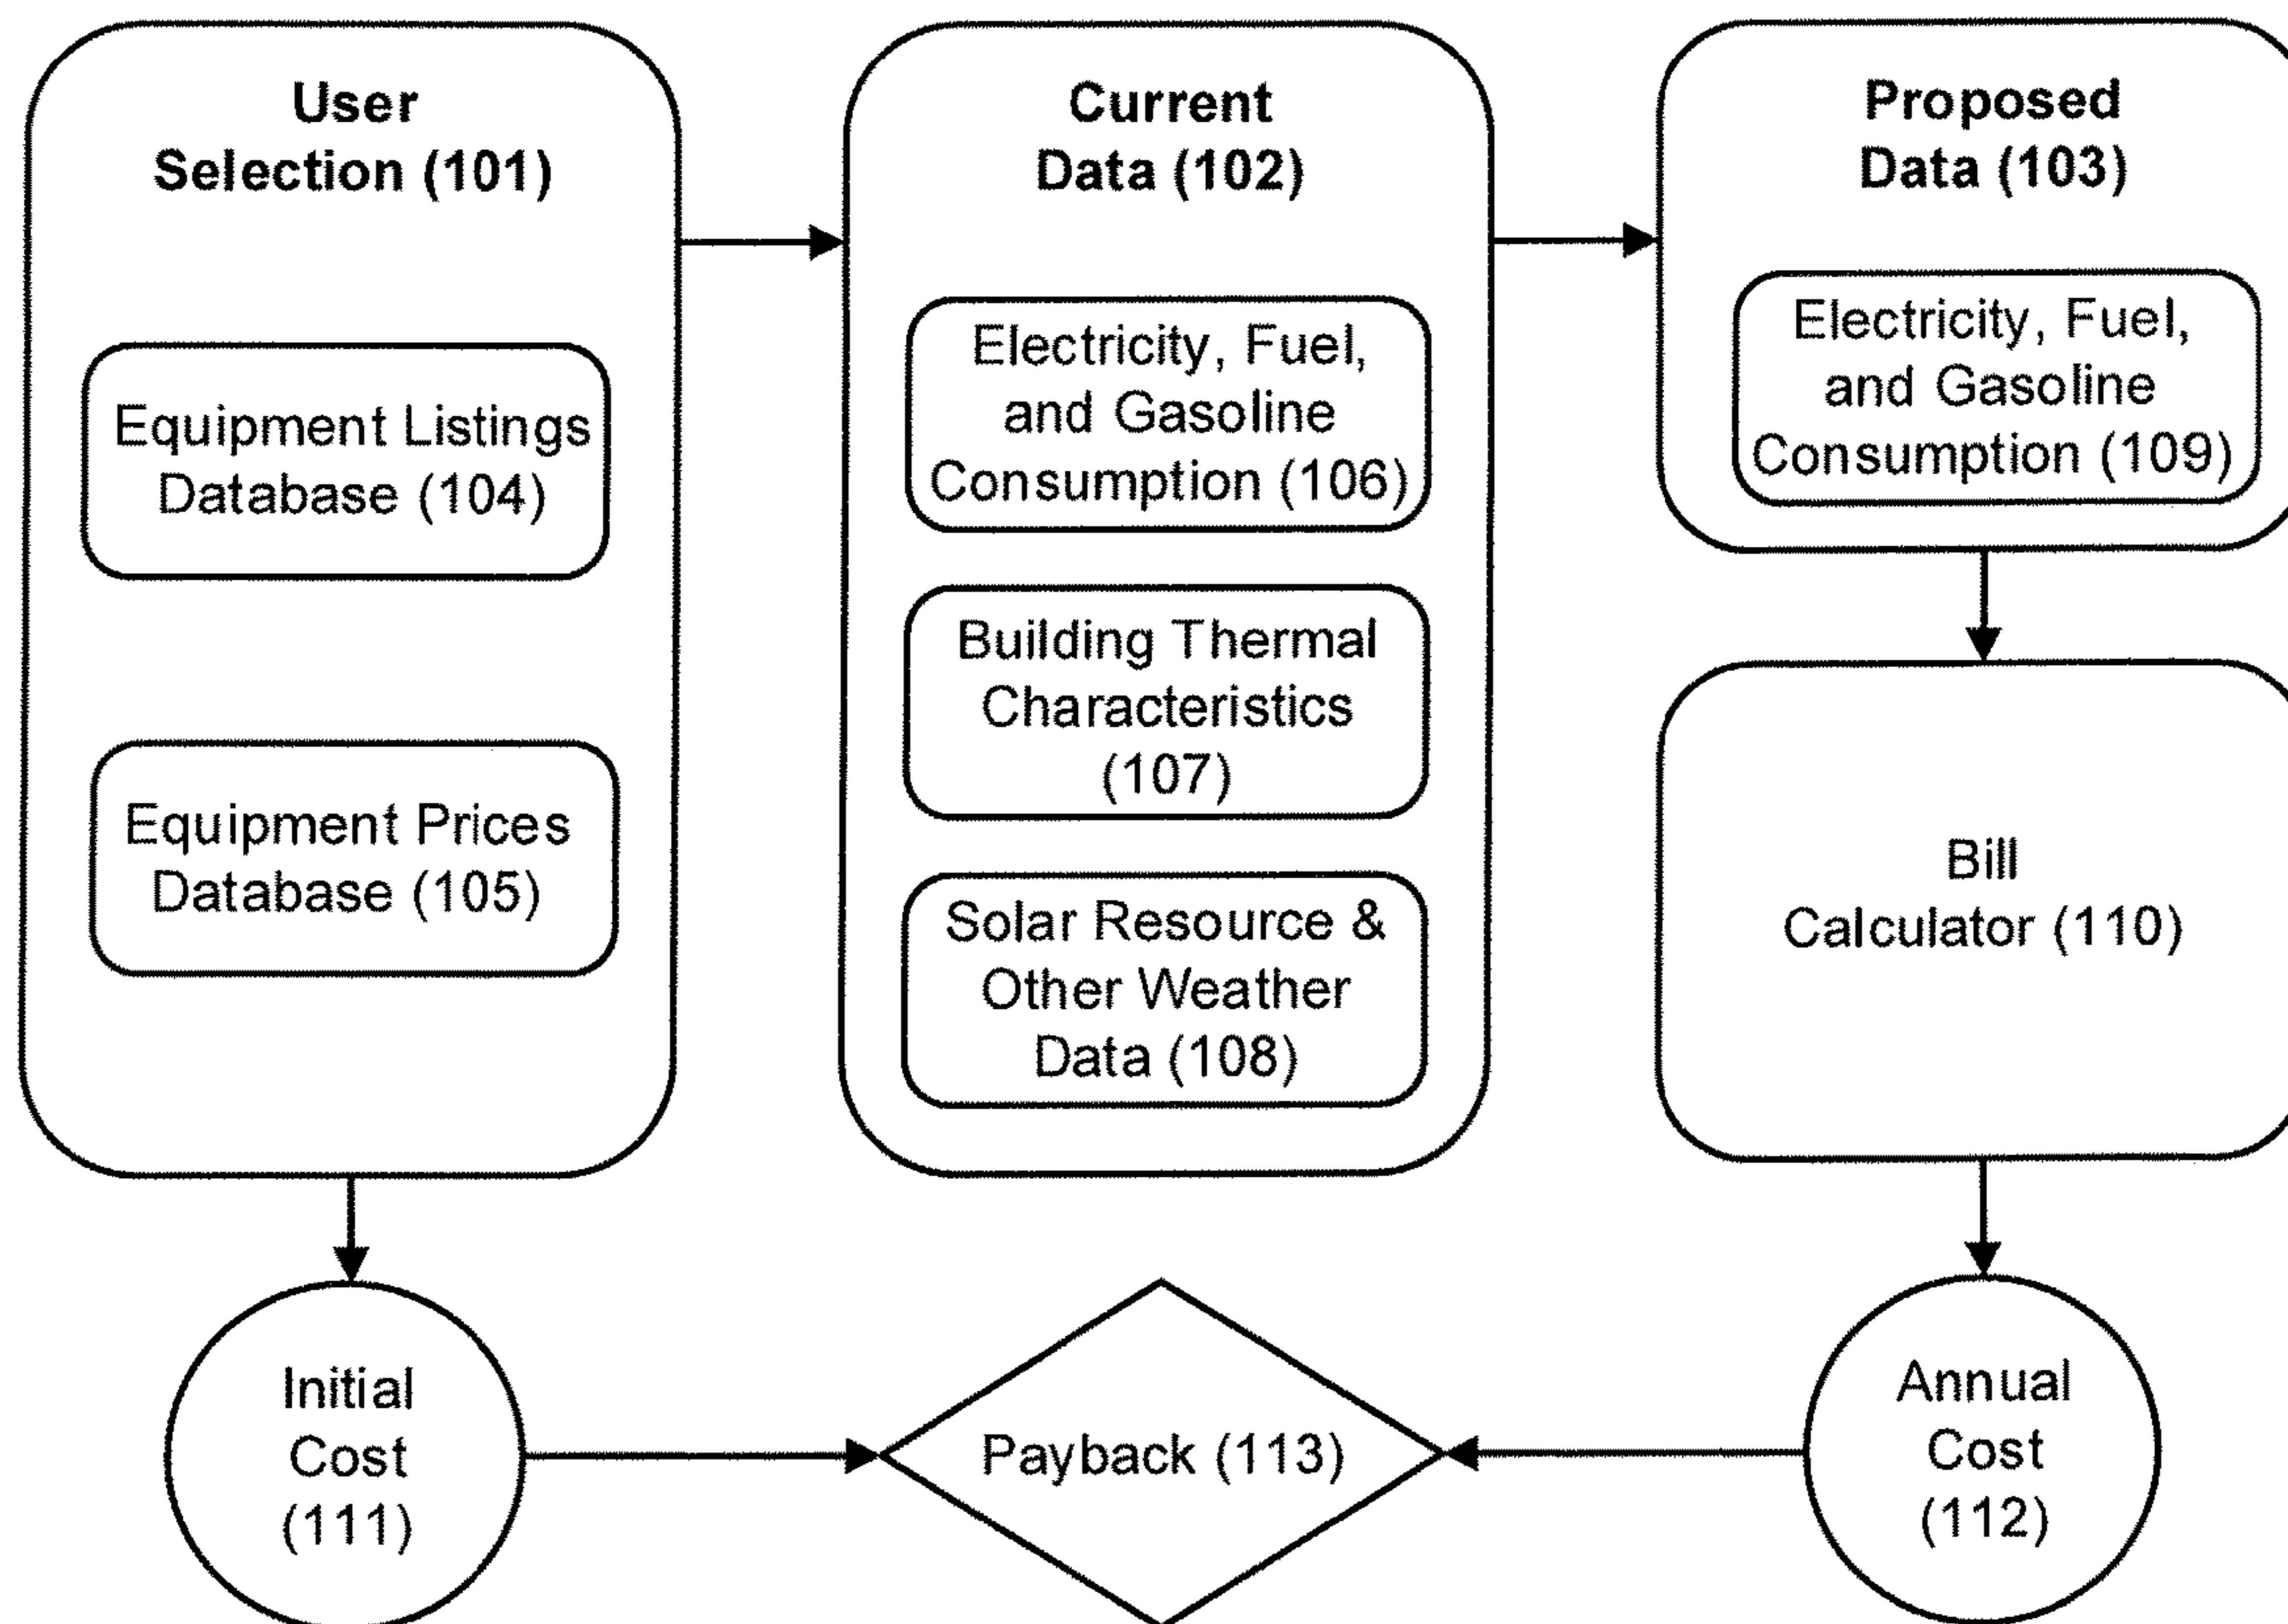 User
Selection (101)
Equipment Listings
Database (104)
Equipment Prices
Database (105)
Current
Data (102)
Electricity, Fuel,
and Gasoline
Consumption (106)
Building Thermal
Characteristics
(107)
Solar Resource &
Other Weather
Data (108)
Proposed
Data (103)
Electricity, Fuel,
and Gasoline
Consumption (109)
Bill
Calculator (110)
Initial
Cost
(111)
Payback (113)
Annual
Cost
(112)